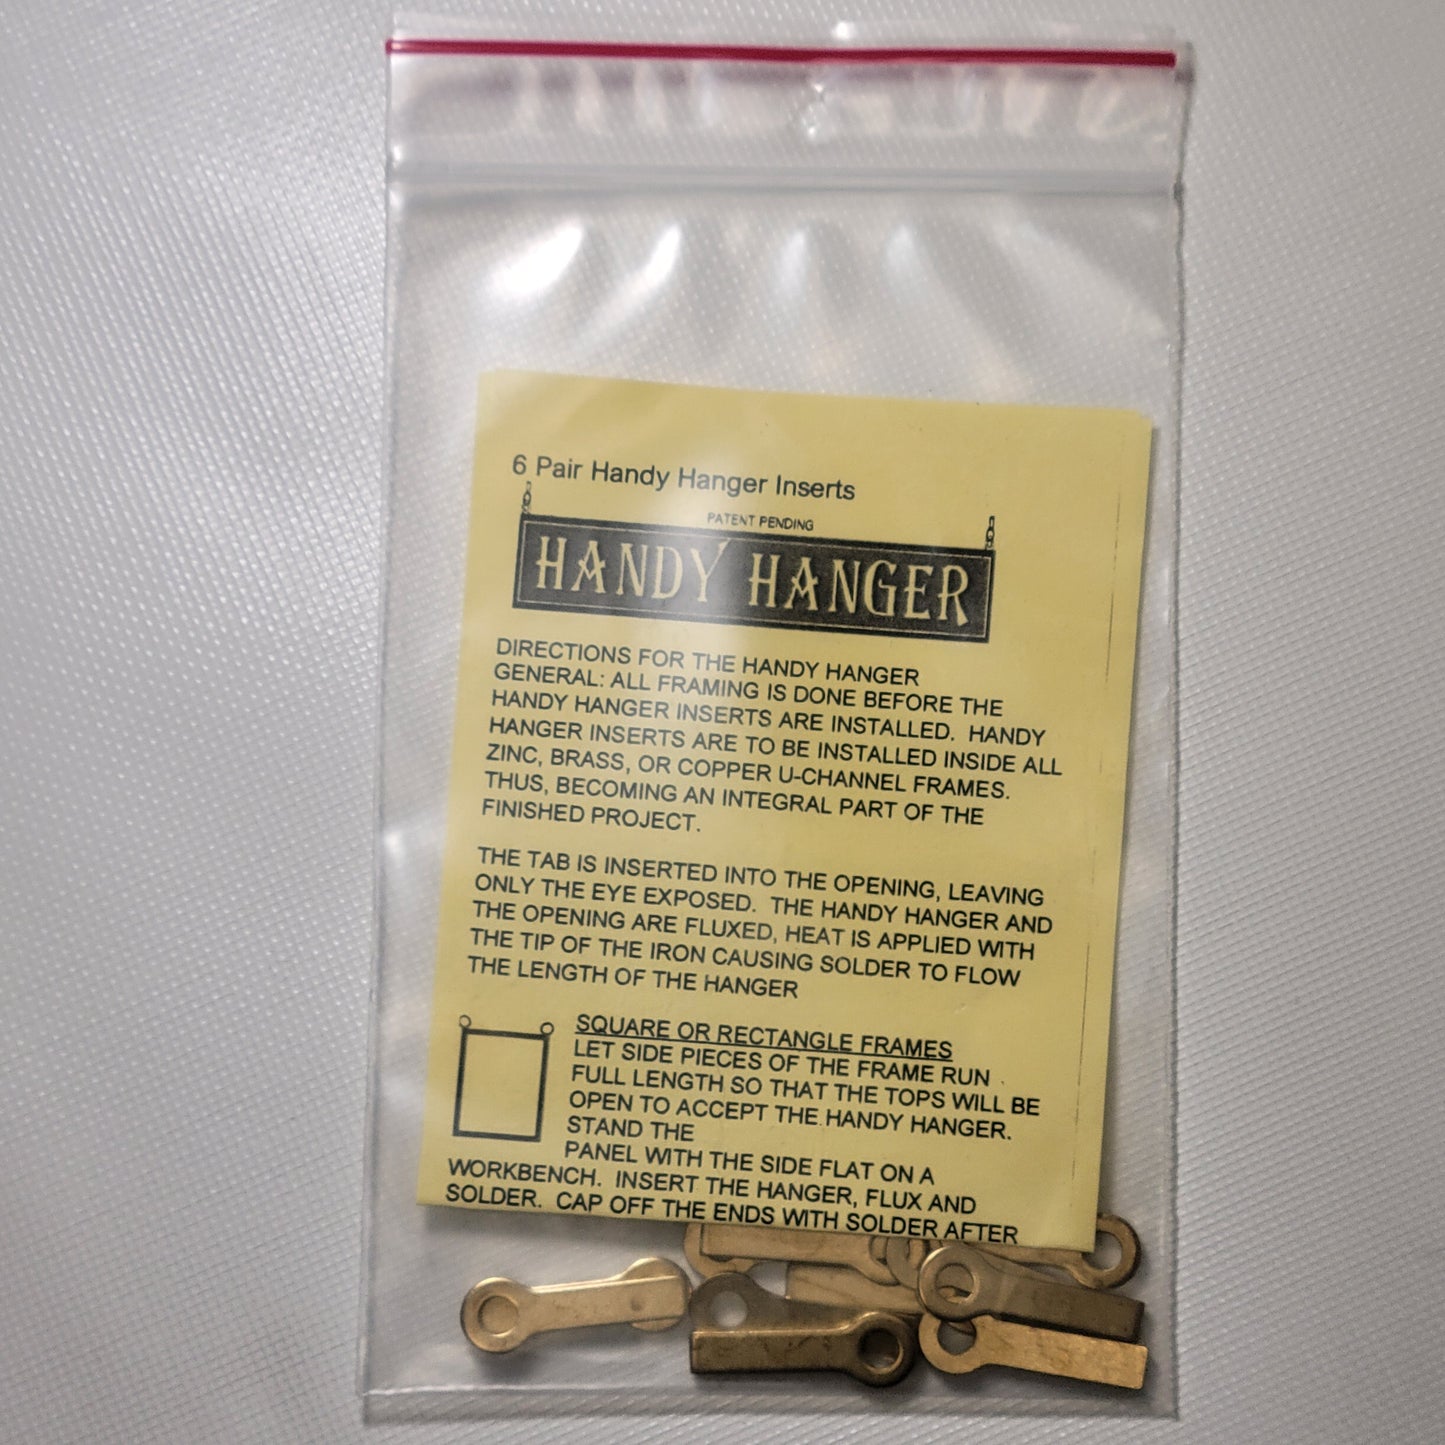 6 Pair Handy Hanger Inserts
PATENT PENDING
HANDY HANGER
DIRECTIONS FOR THE HANDY HANGER
GENERAL: ALL FRAMING IS DONE BEFORE THE
HANDY HANGER INSERTS ARE INSTALLED. HANDY
HANGER INSERTS ARE TO BE INSTALLED INSIDE ALL
ZINC, BRASS, OR COPPER U-CHANNEL FRAMES.
THUS, BECOMING AN INTEGRAL PART OF THE
FINISHED PROJECT.
THE TAB IS INSERTED INTO THE OPENING, LEAVING
ONLY THE EYE EXPOSED. THE HANDY HANGER AND
THE OPENING ARE FLUXED, HEAT IS APPLIED WITH
THE TIP OF THE IRON CAUSING SOLDER TO FLOW
THE LENGTH OF THE HANGER
SQUARE OR RECTANGLE FRAMES
LET SIDE PIECES OF THE FRAME RUN
FULL LENGTH SO THAT THE TOPS WILL BE
OPEN TO ACCEPT THE HANDY HANGER.
STAND THE
PANEL WITH THE SIDE FLAT ON A
WORKBENCH. INSERT THE HANGER, FLUX AND
SOLDER. CAP OFF THE ENDS WITH SOLDER AFTER